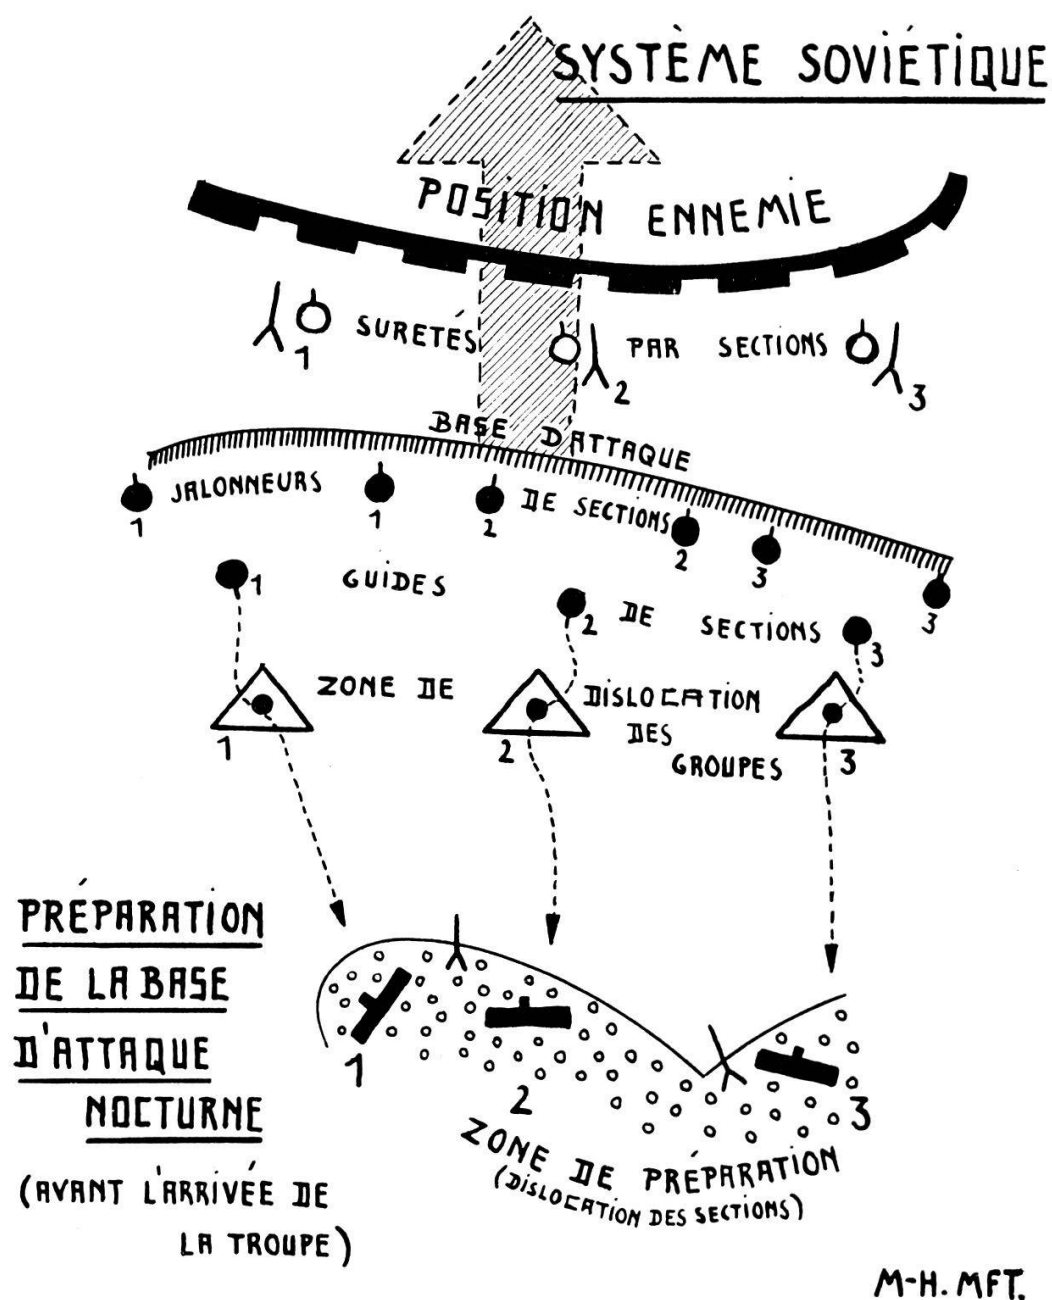 SYSTÈME SOVIÉTIQUE
POSITION ENNEMIE
SURETÉS PAR SECTIONS
1 2 3
BASE D'ATTAQUE
JALONNEURS DE SECTIONS
1 1 2 2 3 3
GUIDES DE SECTIONS
1 2 3
ZONE DE DISLOCATION
DES
GROUPES
1 2 3
PRÉPARATION
DE LA BASE
D'ATTAQUE
NOCTURNE
(AVANT L'ARRIVÉE DE
LA TROUPE)
1 2 3
ZONE DE PRÉPARATION
(DISLOCATION DES SECTIONS)
M-H. MFT.